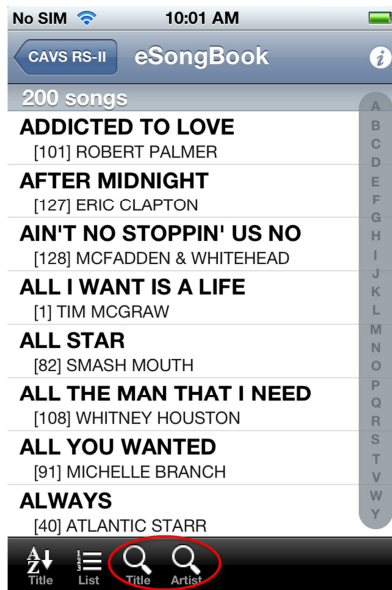 No SIM 10:01 AM
CAVS RS-II eSongBook i
200 songs
ADDICTED TO LOVE
[101] ROBERT PALMER
AFTER MIDNIGHT
[127] ERIC CLAPTON
AIN'T NO STOPPIN' US NO
[128] MCFADDEN & WHITEHEAD
ALL I WANT IS A LIFE
[1] TIM MCGRAW
ALL STAR
[82] SMASH MOUTH
ALL THE MAN THAT I NEED
[108] WHITNEY HOUSTON
ALL YOU WANTED
[91] MICHELLE BRANCH
ALWAYS
[40] ATLANTIC STARR
A
B
C
D
E
F
G
H
I
J
K
L
M
N
O
P
Q
R
S
T
V
W
Y
A Z 1 2 3
Title List Title Artist